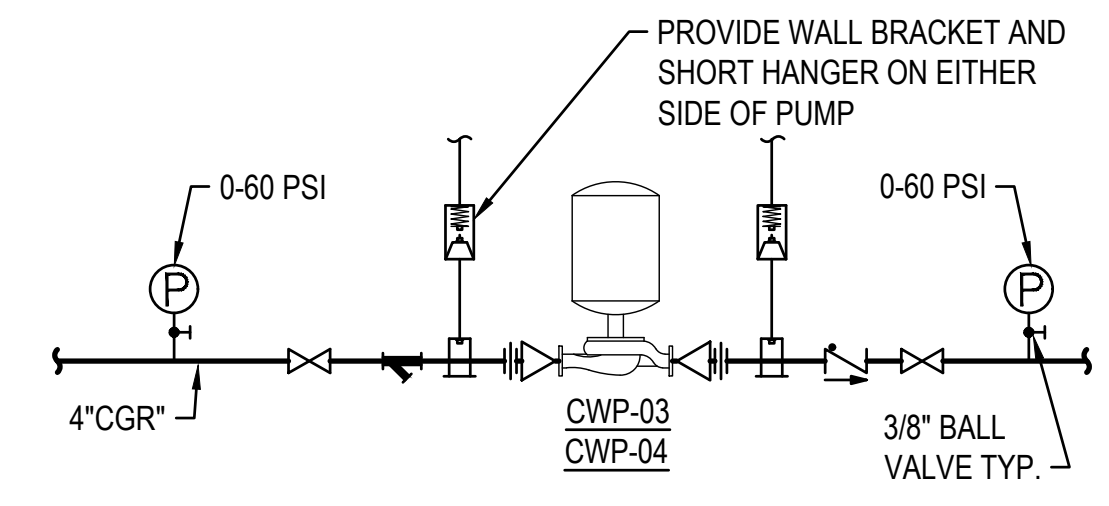 PROVIDE WALL BRACKET AND
SHORT HANGER ON EITHER
SIDE OF PUMP
0-60 PSI
0-60 PSI
P
P
4"CGR"
CWP-03
CWP-04
3/8" BALL
VALVE TYP.